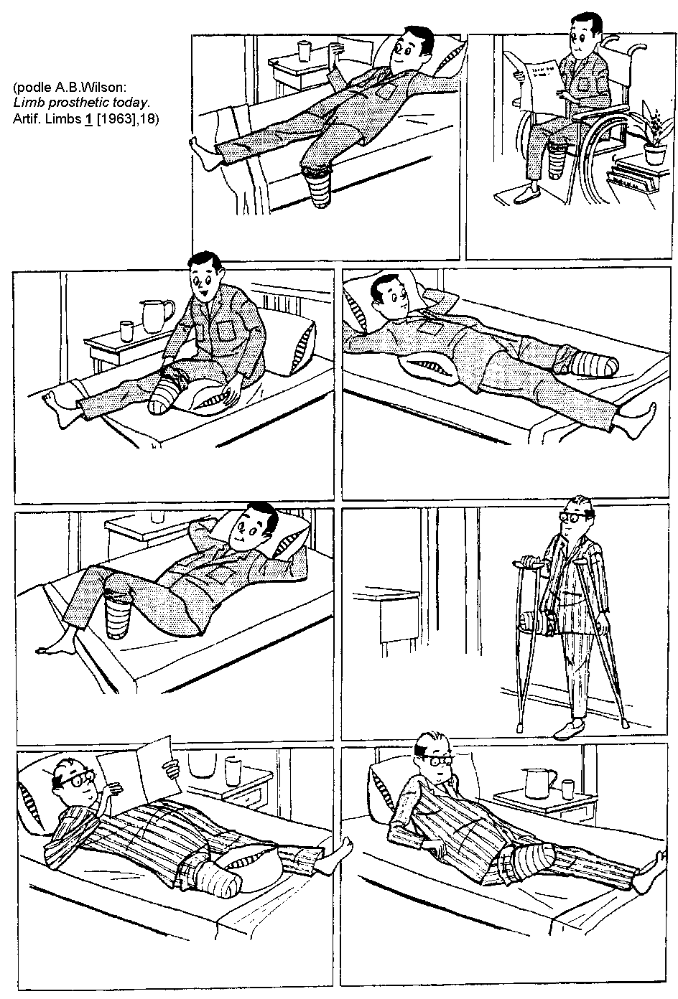 (podle A.B.Wilson:
Limb prosthetic today.
Artif. Limbs 1 [1963],18)